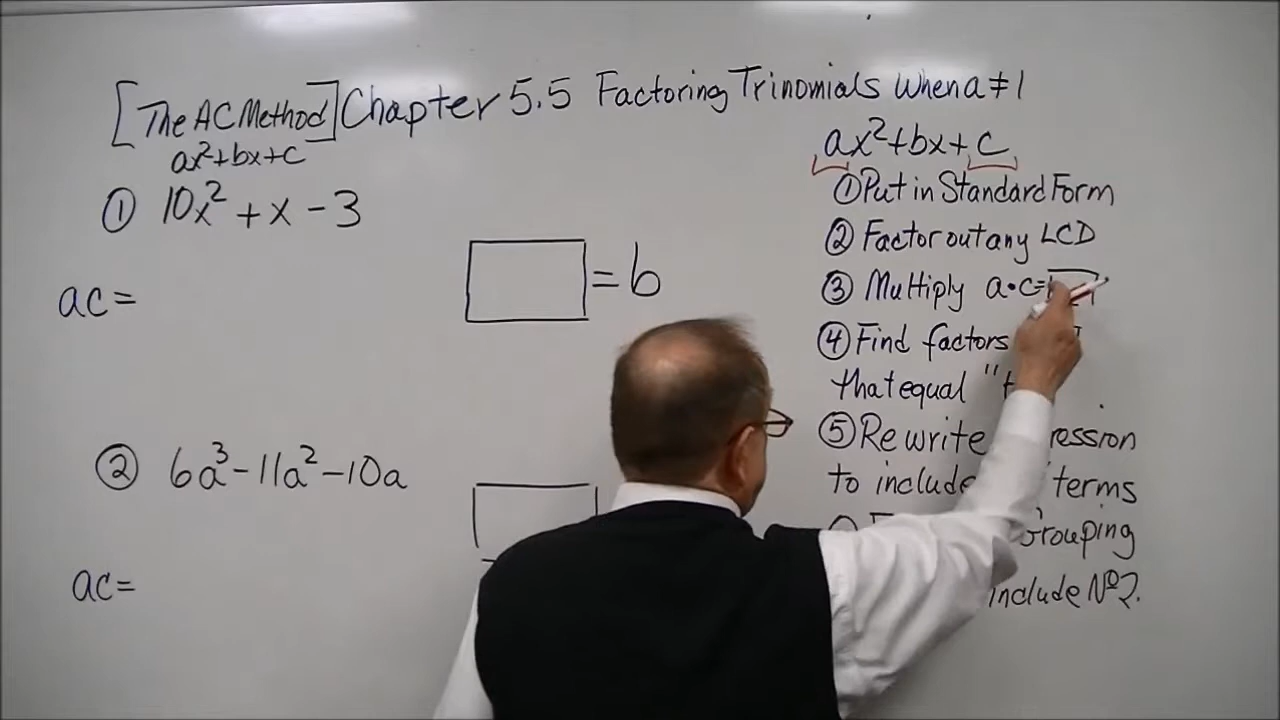 [The AC Method] Chapter 5.5 Factoring Trinomials When a ≠ 1
ax²+bx+c
① 10x² + x - 3
ac=
= b
② 6a³ - 11a² - 10a
ac=
ax²+bx+c
① Put in Standard Form
② Factor out any LCD
③ Multiply a•c=
④ Find factors
that equal "
⑤ Rewrite
to include terms
Grouping
include Nº2.